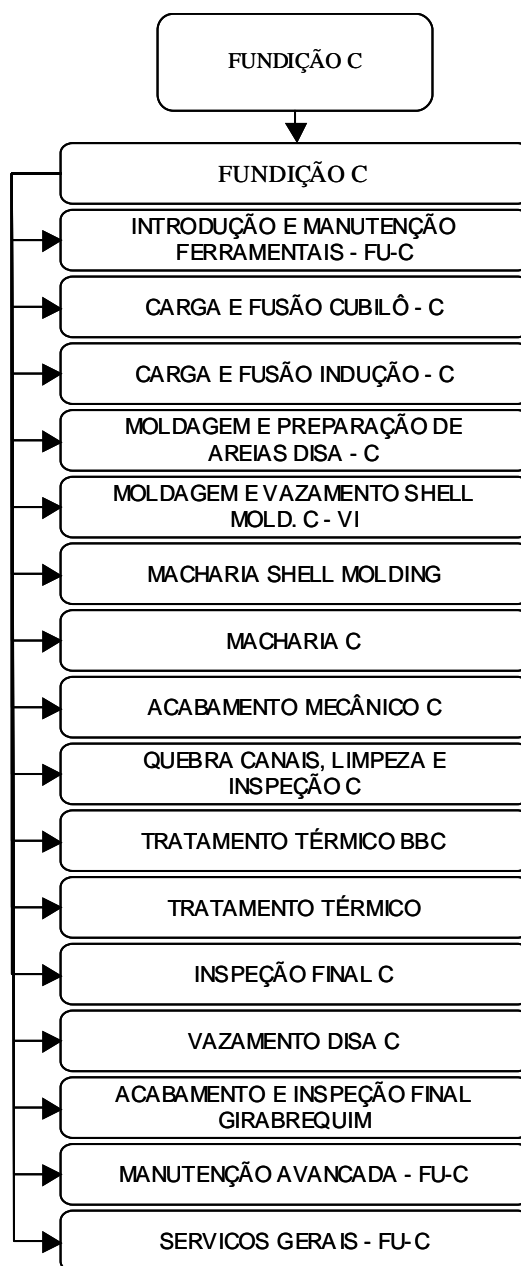 FUNDIÇÃO C
FUNDIÇÃO C
INTRODUÇÃO E MANUTENÇÃO
FERRAMENTAIS - FU-C
CARGA E FUSÃO CUBILÔ - C
CARGA E FUSÃO INDUÇÃO - C
MOLDAGEM E PREPARAÇÃO DE
AREIAS DISA - C
MOLDAGEM E VAZAMENTO SHELL
MOLD. C - VI
MACHARIA SHELL MOLDING
MACHARIA C
ACABAMENTO MECÂNICO C
QUEBRA CANAIS, LIMPEZA E
INSPEÇÃO C
TRATAMENTO TÉRMICO BBC
TRATAMENTO TÉRMICO
INSPEÇÃO FINAL C
VAZAMENTO DISA C
ACABAMENTO E INSPEÇÃO FINAL
GIRABREQUIM
MANUTENÇÃO AVANCADA - FU-C
SERVICOS GERAIS - FU-C